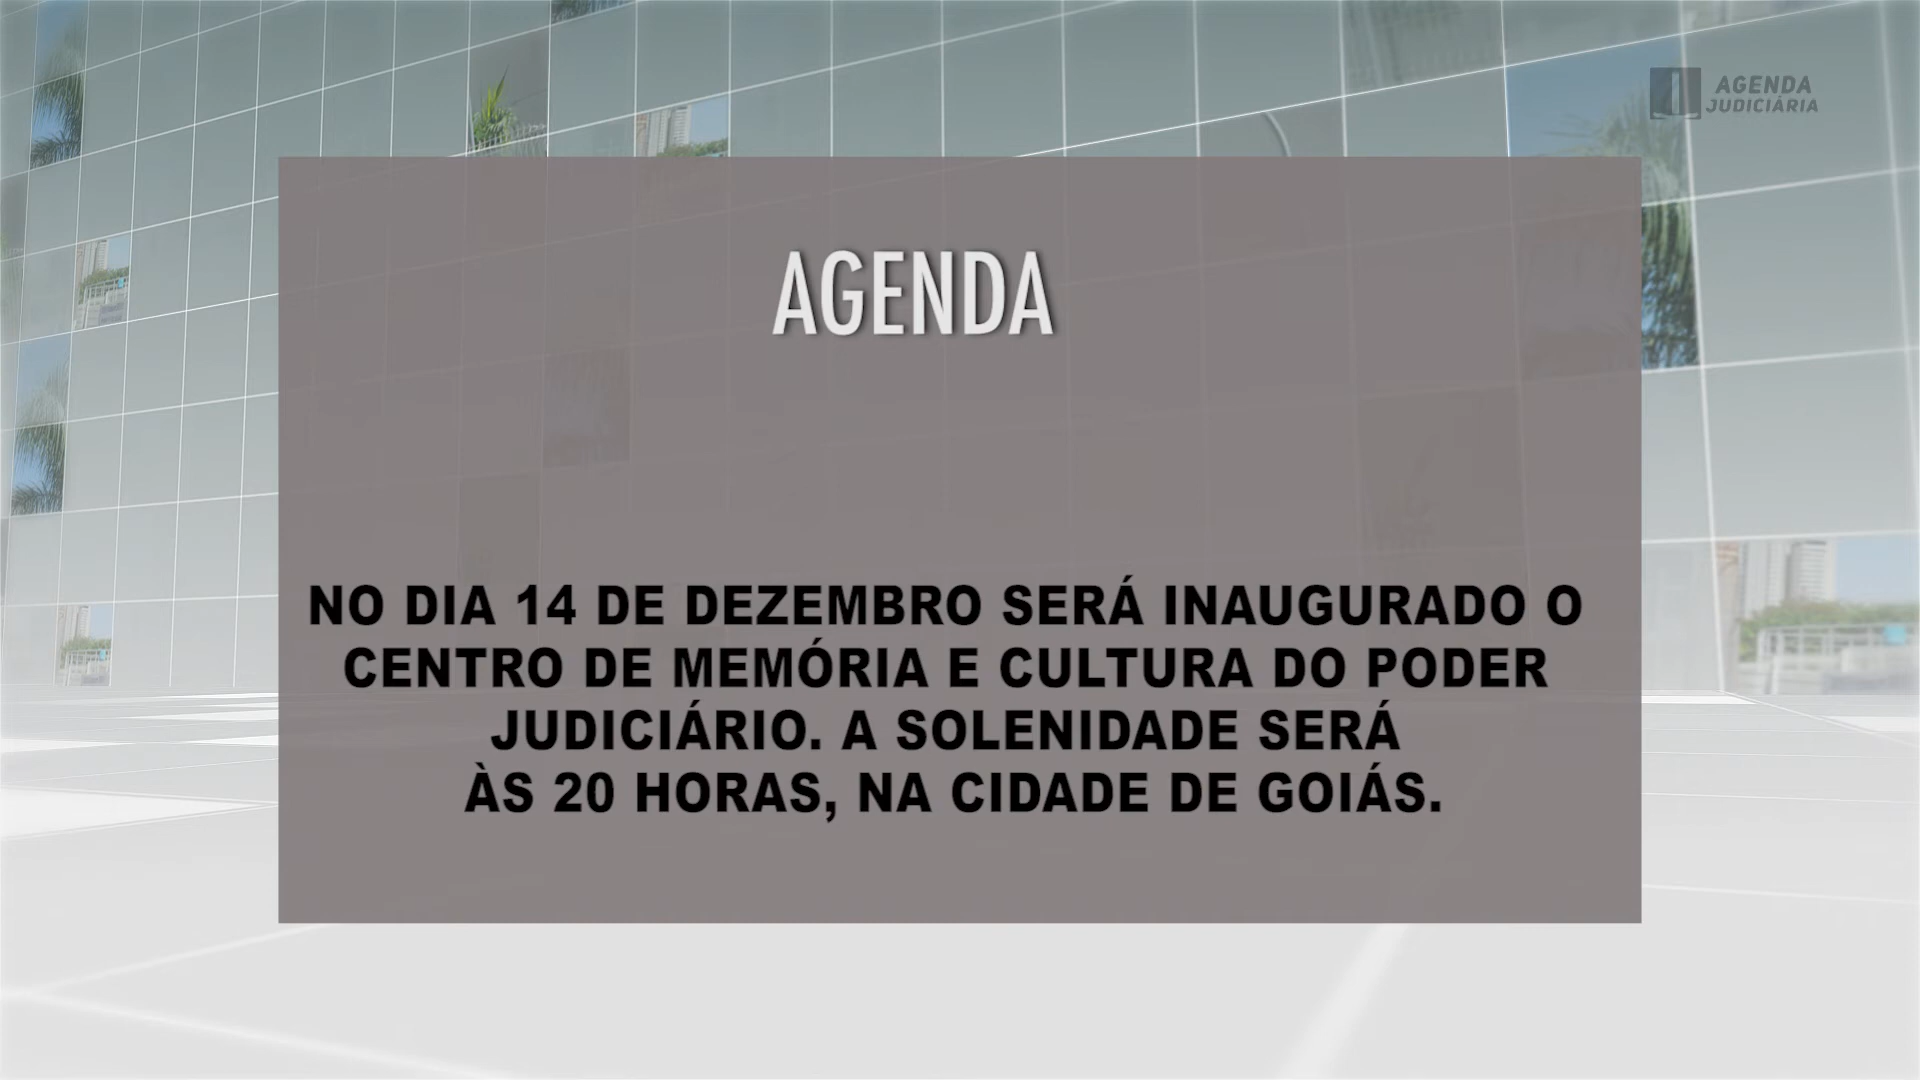 AGENDA
JUDICIÁRIA
AGENDA
NO DIA 14 DE DEZEMBRO SERÁ INAUGURADO O
CENTRO DE MEMÓRIA E CULTURA DO PODER
JUDICIÁRIO. A SOLENIDADE SERÁ
ÀS 20 HORAS, NA CIDADE DE GOIÁS.